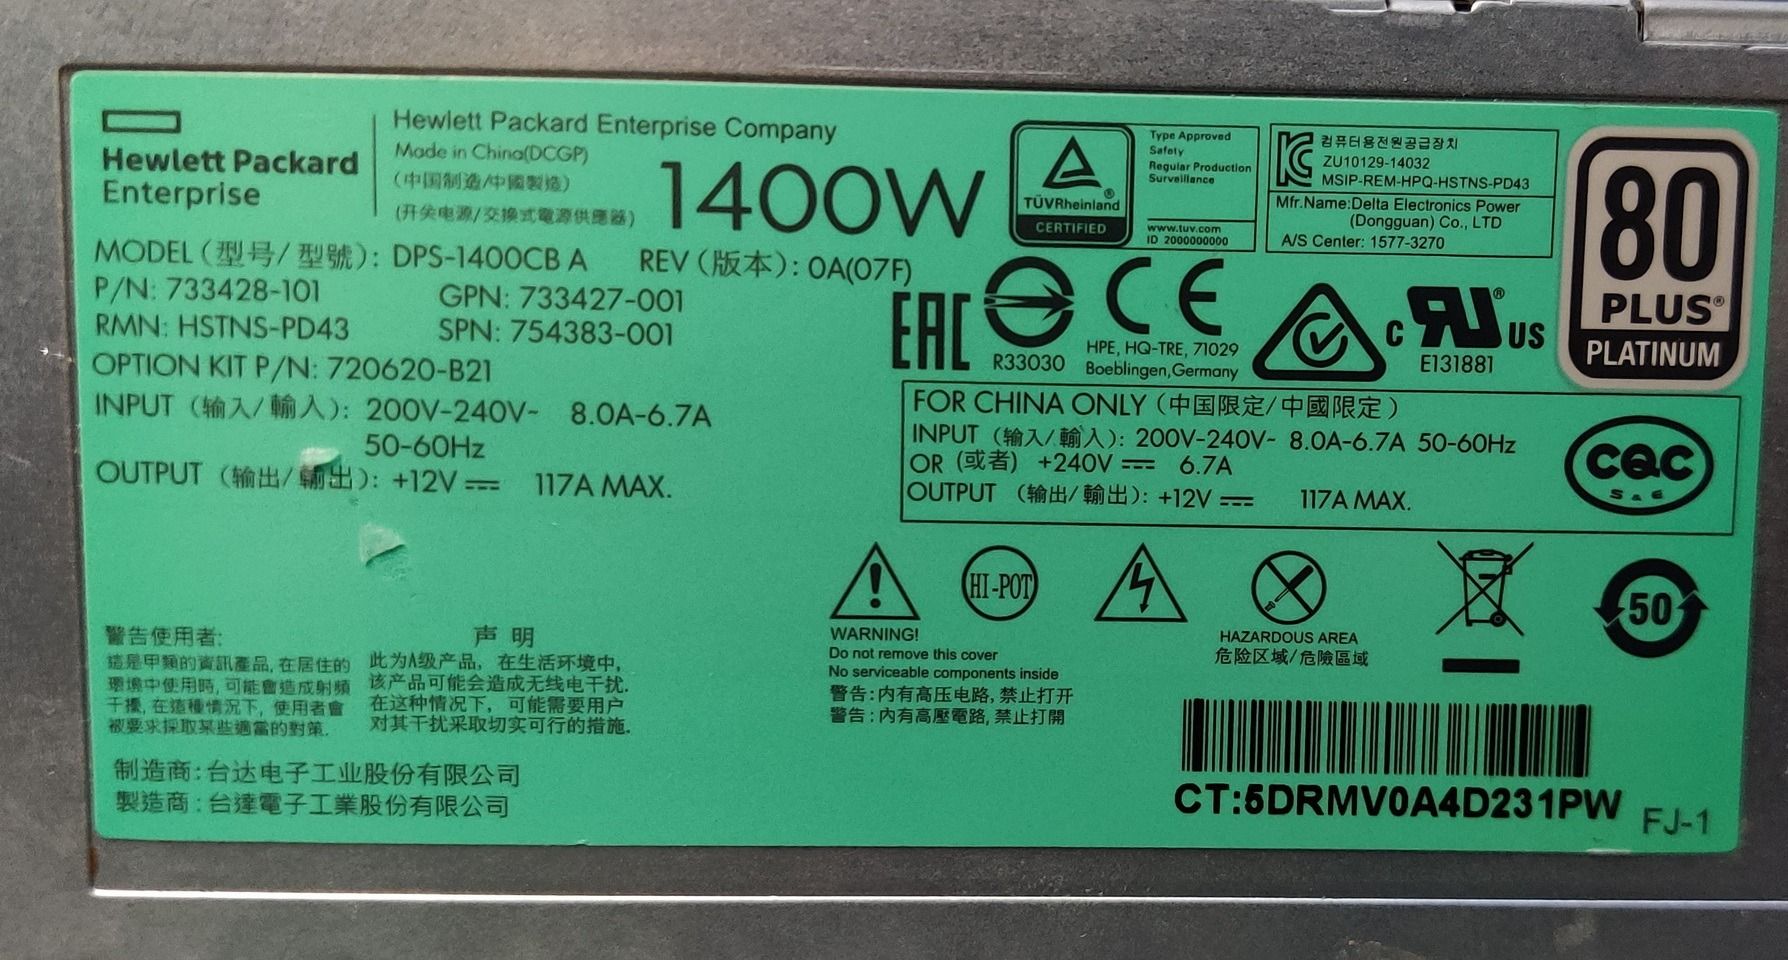 Hewlett Packard
Enterprise
Hewlett Packard Enterprise Company
Made in China(DCGP)
(中国制造/中國製造)
(开关电源/交換式電源供應器)
1400W
MODEL (型号/型號): DPS-1400CB A REV (版本): 0A(07F)
P/N: 733428-101 GPN: 733427-001
RMN: HSTNS-PD43 SPN: 754383-001
OPTION KIT P/N: 720620-B21
INPUT (输入/輸入): 200V-240V~ 8.0A-6.7A
50-60Hz
OUTPUT (输出/輸出): +12V ⎓ 117A MAX.
TÜVRheinland®
CERTIFIED
Type Approved
Safety
Regular Production
Surveillance
www.tuv.com
ID 2000000000
컴퓨터용전원공급장치
ZU10129-14032
MSIP-REM-HPQ-HSTNS-PD43
Mfr.Name:Delta Electronics Power
(Dongguan) Co., LTD
A/S Center: 1577-3270
80
PLUS®
PLATINUM
EAC
R33030
CE
HPE, HQ-TRE, 71029
Boeblingen,Germany
c RU® US
E131881
FOR CHINA ONLY (中国限定/中國限定)
INPUT (输入/輸入): 200V-240V~ 8.0A-6.7A 50-60Hz
OR (或者) +240V ⎓ 6.7A
OUTPUT (输出/輸出): +12V ⎓ 117A MAX.
CQC
S & E
HI-POT
50
WARNING!
Do not remove this cover
No serviceable components inside
警告:内有高压电路,禁止打开
警告:內有高壓電路,禁止打開
HAZARDOUS AREA
危险区域/危險區域
警告使用者:
這是甲類的資訊產品,在居住的
環境中使用時,可能會造成射頻
干擾,在這種情況下,使用者會
被要求採取某些適當的對策.
声 明
此为A级产品, 在生活环境中,
该产品可能会造成无线电干扰.
在这种情况下, 可能需要用户
对其干扰采取切实可行的措施.
制造商:台达电子工业股份有限公司
製造商:台達電子工業股份有限公司
CT:5DRMV0A4D231PW
FJ-1